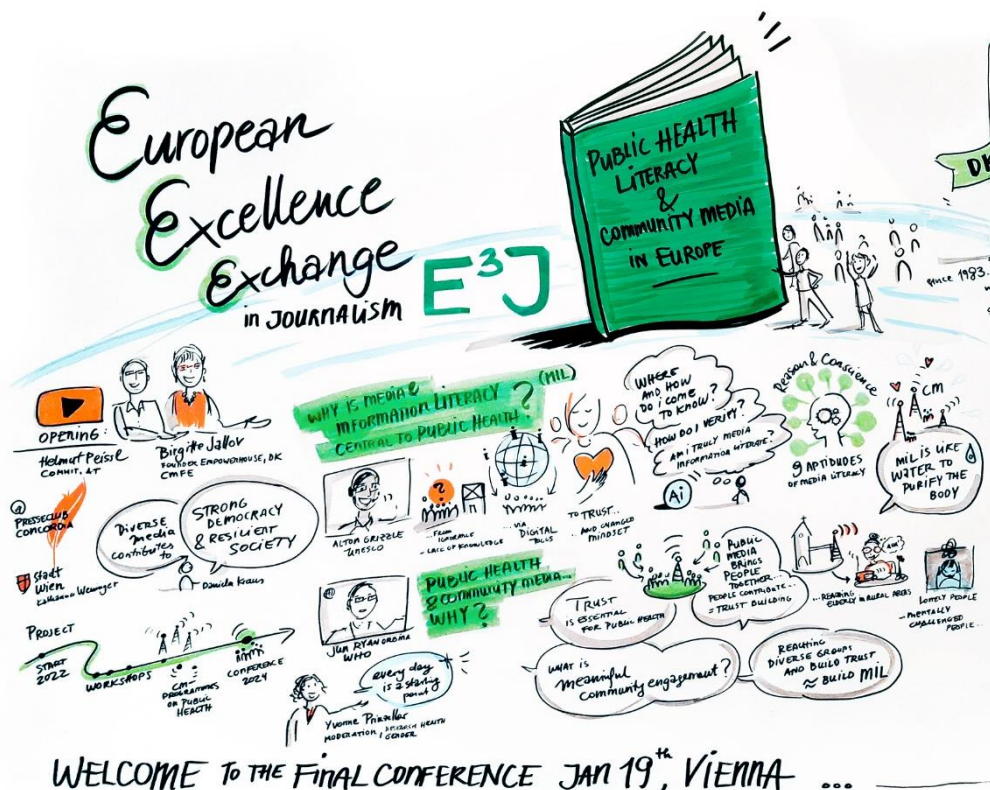 European
Excellence
Exchange
in JOURNALISM
E³J
PUBLIC HEALTH
LITERACY
&
COMMUNITY MEDIA
IN EUROPE
since 1983.
OPENING:
Helmut Peissl
COMMIT, AT
Birgitte Jallov
FOUNDER EMPOWERHOUSE, DK
CMFE
@
PRESSECLUB
CONCORDIA
Stadt
Wien
DIVERSE
media
contributes
to
STRONG
DEMOCRACY
& RESILIENT
SOCIETY
Daniela Kraus
PROJECT
START
2022
WORKSHOPS
CM-
PROGRAMMES
ON PUBLIC
HEALTH
CONFERENCE
2024
WHY IS MEDIA &
INFORMATION LITERACY (MIL)
CENTRAL TO PUBLIC HEALTH?
ALTON GRIZZLE
UNESCO
?
...FROM
IGNORANCE
- LACK OF KNOWLEDGE
i
...VIA
DIGITAL
TOOLS
TO TRUST...
...AND CHANGED
MINDSET
WHERE
AND HOW
DO I COME
TO KNOW?
HOW DO I VERIFY?
AM I TRULY MEDIA
INFORMATION LITERATE?
Ai
Reason & Conscience
9 APTIDUDES
OF MEDIA LITERACY
CM
MIL IS LIKE
WATER TO
PURIFY THE
BODY
PUBLIC HEALTH
& COMMUNITY MEDIA...
WHY?
@
JUN RYAN ORBINA
WHO
Yvonne Prinzellner
MODERATION,
GENDER
every day
is a starting
point
PUBLIC
MEDIA
BRINGS
PEOPLE
TOGETHER...
PEOPLE CONTRIBUTE
= TRUST BUILDING
TRUST
IS ESSENTIAL
FOR PUBLIC HEALTH
...REACHING
ELDERLY IN RURAL AREAS
LONELY PEOPLE
...MENTALLY
CHALLENGED
PEOPLE...
WHAT IS
meaningful
community engagement?
REACHING
DIVERSE GROUPS
AND BUILD TRUST
≈ BUILD MIL
WELCOME TO THE FINAL CONFERENCE JAN 19th, VIENNA ...